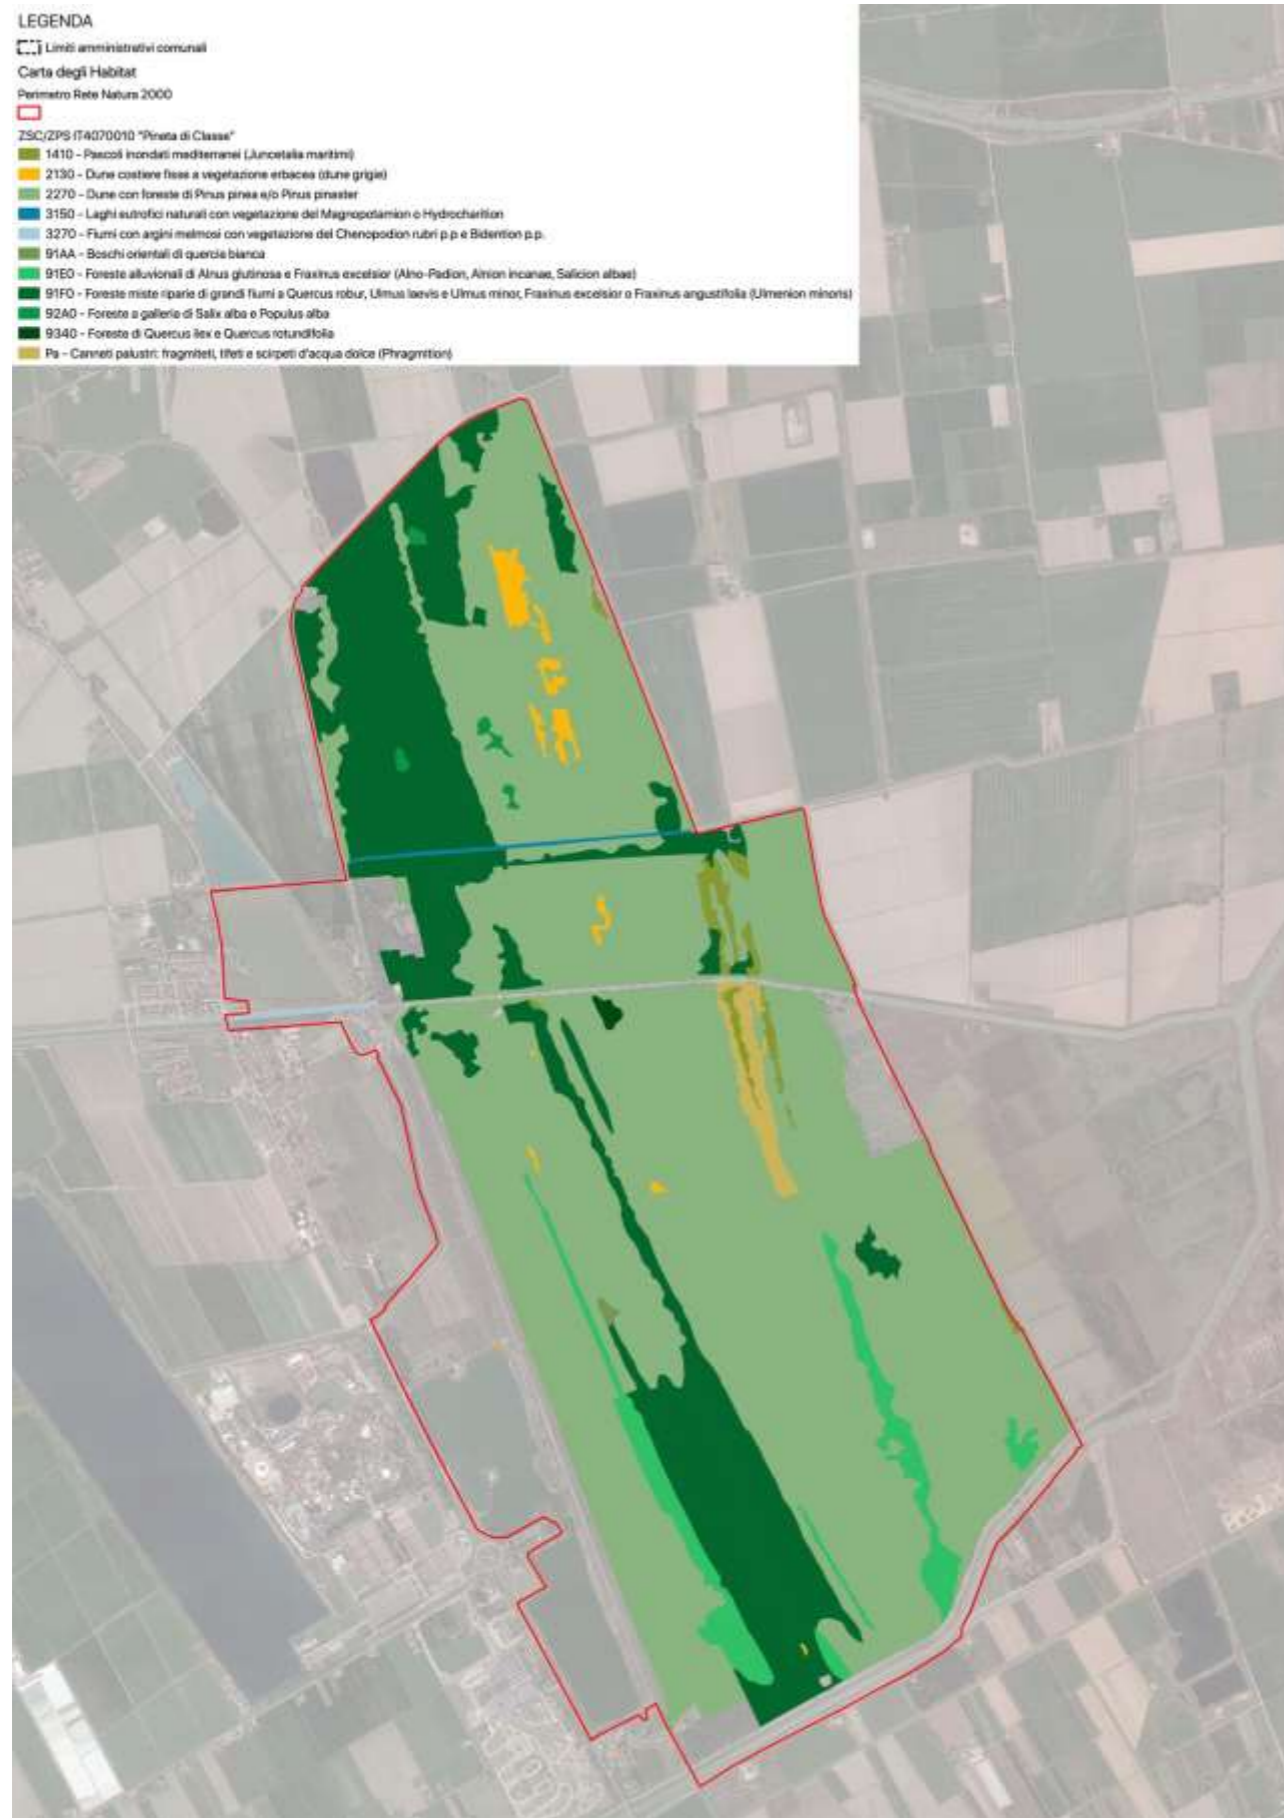 LEGENDA
Limiti amministrativi comunali
Carta degli Habitat
Perimetro Rete Natura 2000
ZSC/ZPS IT4070010 "Pineta di Classe"
1410 - Pascoli inondati mediterranei (Juncetalia maritimi)
2130 - Dune costiere fisse a vegetazione erbacea (dune grigie)
2270 - Dune con foreste di Pinus pinea e/o Pinus pinaster
3150 - Laghi eutrofici naturali con vegetazione del Magnopotamion o Hydrocharition
3270 - Fiumi con argini melmosi con vegetazione del Chenopodion rubri p.p e Bidention p.p.
91AA - Boschi orientali di quercia bianca
91E0 - Foreste alluvionali di Alnus glutinosa e Fraxinus excelsior (Alno-Padion, Alnion incanae, Salicion albae)
91F0 - Foreste miste riparie di grandi fiumi a Quercus robur, Ulmus laevis e Ulmus minor, Fraxinus excelsior o Fraxinus angustifolia (Ulmenion minoris)
92A0 - Foreste a galleria di Salix alba e Populus alba
9340 - Foreste di Quercus ilex e Quercus rotundifolia
Pa - Canneti palustri: fragmiteti, tifeti e scirpeti d'acqua dolce (Phragmition)